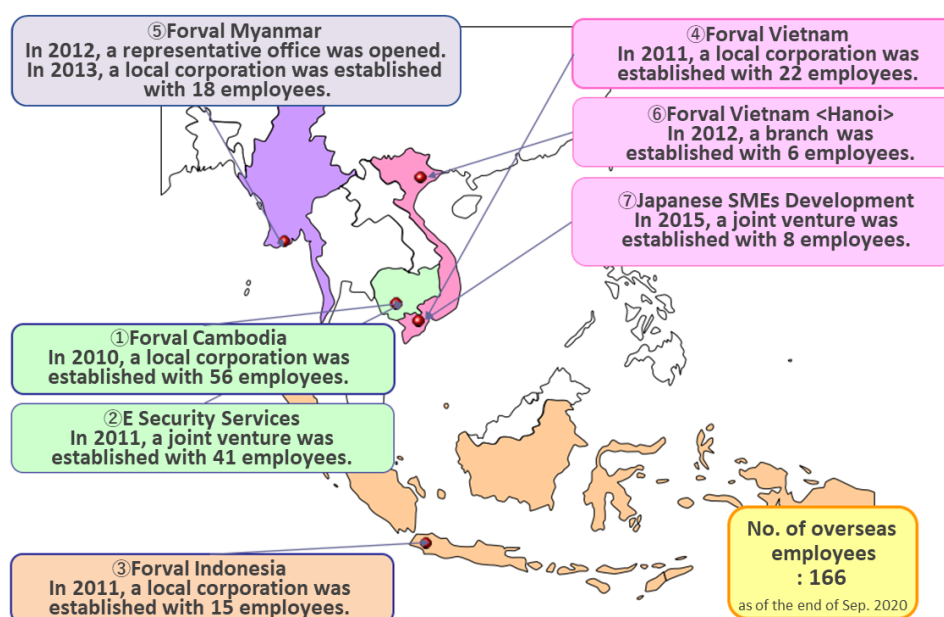 ⑤Forval Myanmar
In 2012, a representative office was opened.
In 2013, a local corporation was established
with 18 employees.
④Forval Vietnam
In 2011, a local corporation was
established with 22 employees.
⑥Forval Vietnam <Hanoi>
In 2012, a branch was
established with 6 employees.
⑦Japanese SMEs Development
In 2015, a joint venture was
established with 8 employees.
①Forval Cambodia
In 2010, a local corporation was
established with 56 employees.
②E Security Services
In 2011, a joint venture was
established with 41 employees.
③Forval Indonesia
In 2011, a local corporation was
established with 15 employees.
No. of overseas
employees
: 166
as of the end of Sep. 2020